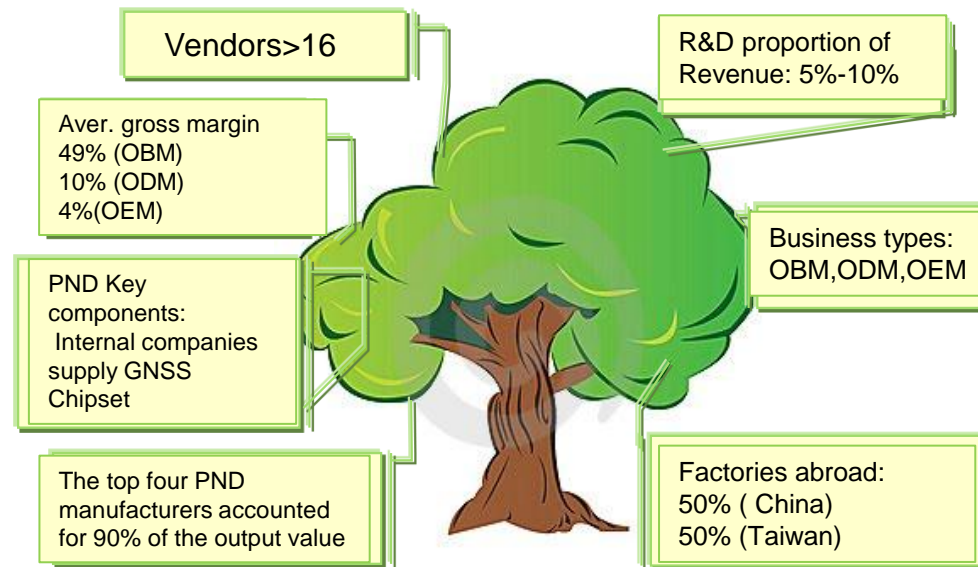 Vendors>16
R&D proportion of
Revenue: 5%-10%
Aver. gross margin
49% (OBM)
10% (ODM)
4%(OEM)
Business types:
OBM,ODM,OEM
PND Key
components:
Internal companies
supply GNSS
Chipset
The top four PND
manufacturers accounted
for 90% of the output value
Factories abroad:
50% ( China)
50% (Taiwan)